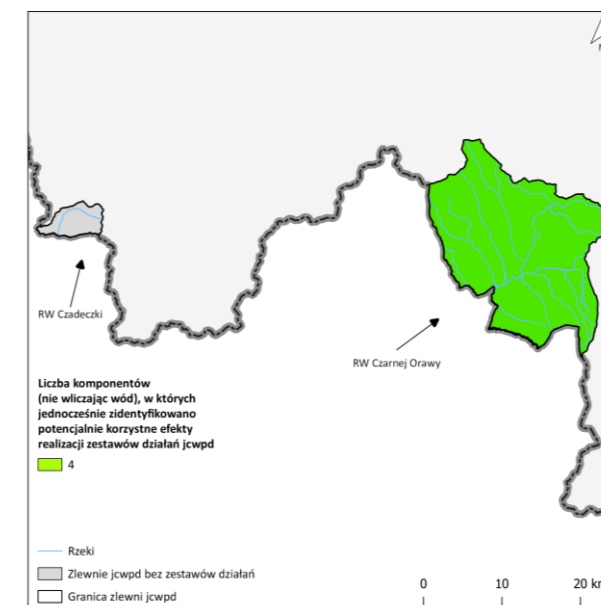 RW Czadeczki
RW Czarnej Orawy
Liczba komponentów
(nie wliczając wód), w których
jednocześnie zidentyfikowano
potencjalnie korzystne efekty
realizacji zestawów działań jcwpd
4
Rzeki
Zlewnie jcwpd bez zestawów działań
Granica zlewni jcwpd
0 10 20 km